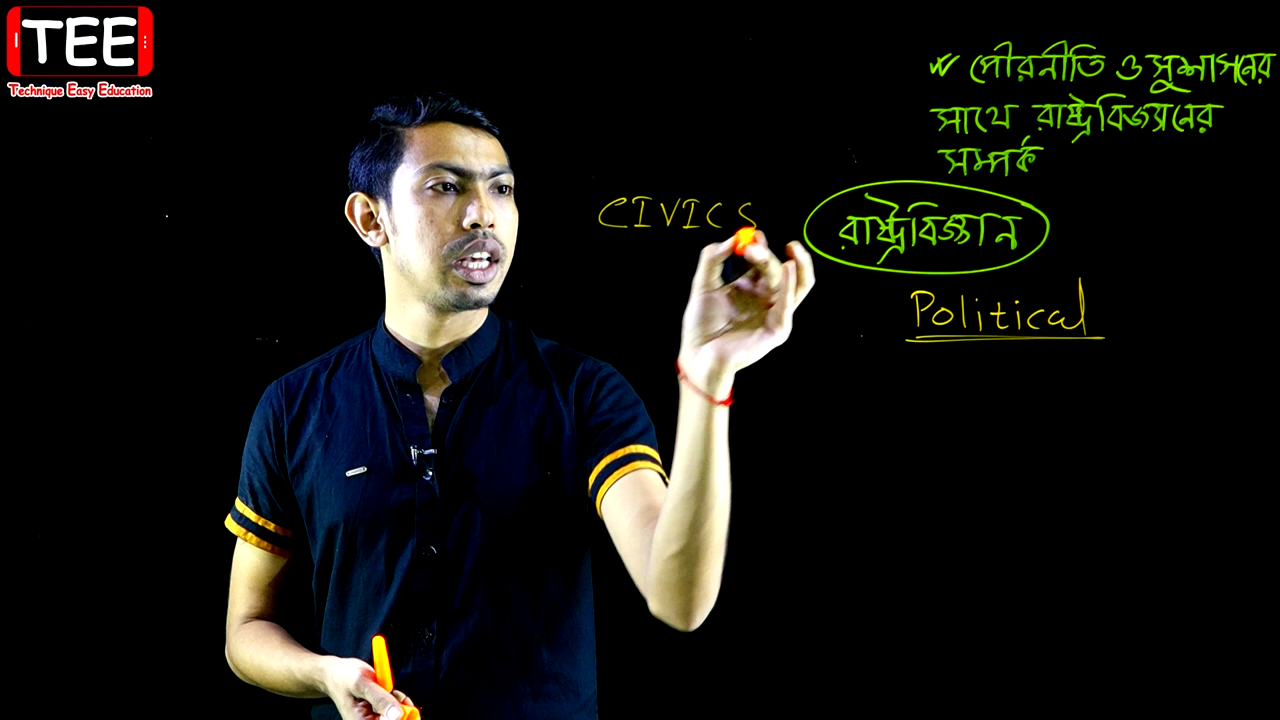 TEE
Technique Easy Education
পৌরনীতি ও সুশাসনের
সাথে রাষ্ট্রবিজ্ঞানের
সম্পর্ক
CIVICS
রাষ্ট্রবিজ্ঞান
Political